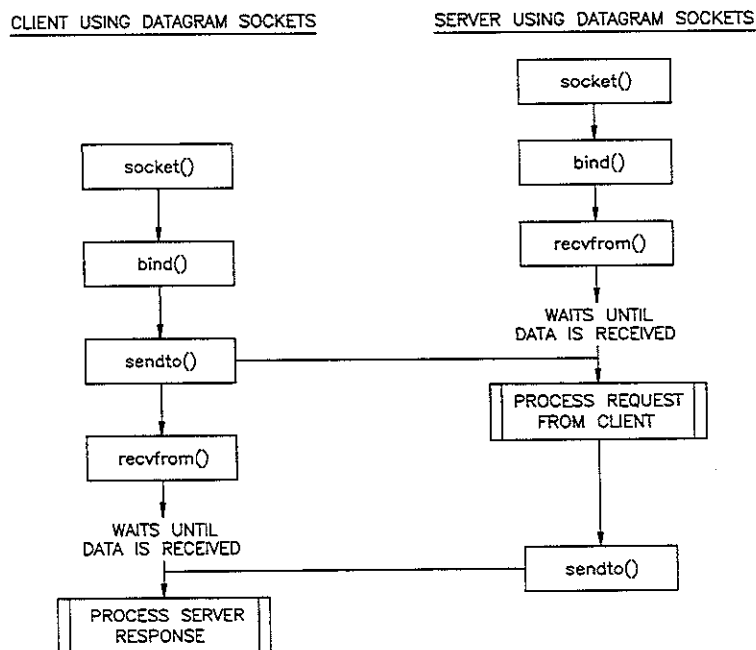 CLIENT USING DATAGRAM SOCKETS
socket()
bind()
sendto()
recvfrom()
WAITS UNTIL
DATA IS RECEIVED
PROCESS SERVER
RESPONSE
SERVER USING DATAGRAM SOCKETS
socket()
bind()
recvfrom()
WAITS UNTIL
DATA IS RECEIVED
PROCESS REQUEST
FROM CLIENT
sendto()